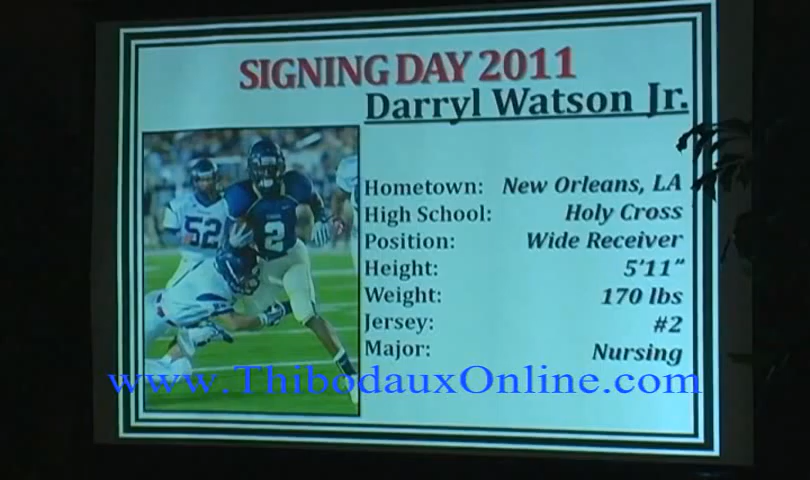 SIGNING DAY 2011
Darryl Watson Jr.
Hometown: New Orleans, LA
High School: Holy Cross
Position: Wide Receiver
Height: 5'11"
Weight: 170 lbs
Jersey: #2
Major: Nursing
52
2
www.ThibodauxOnline.com